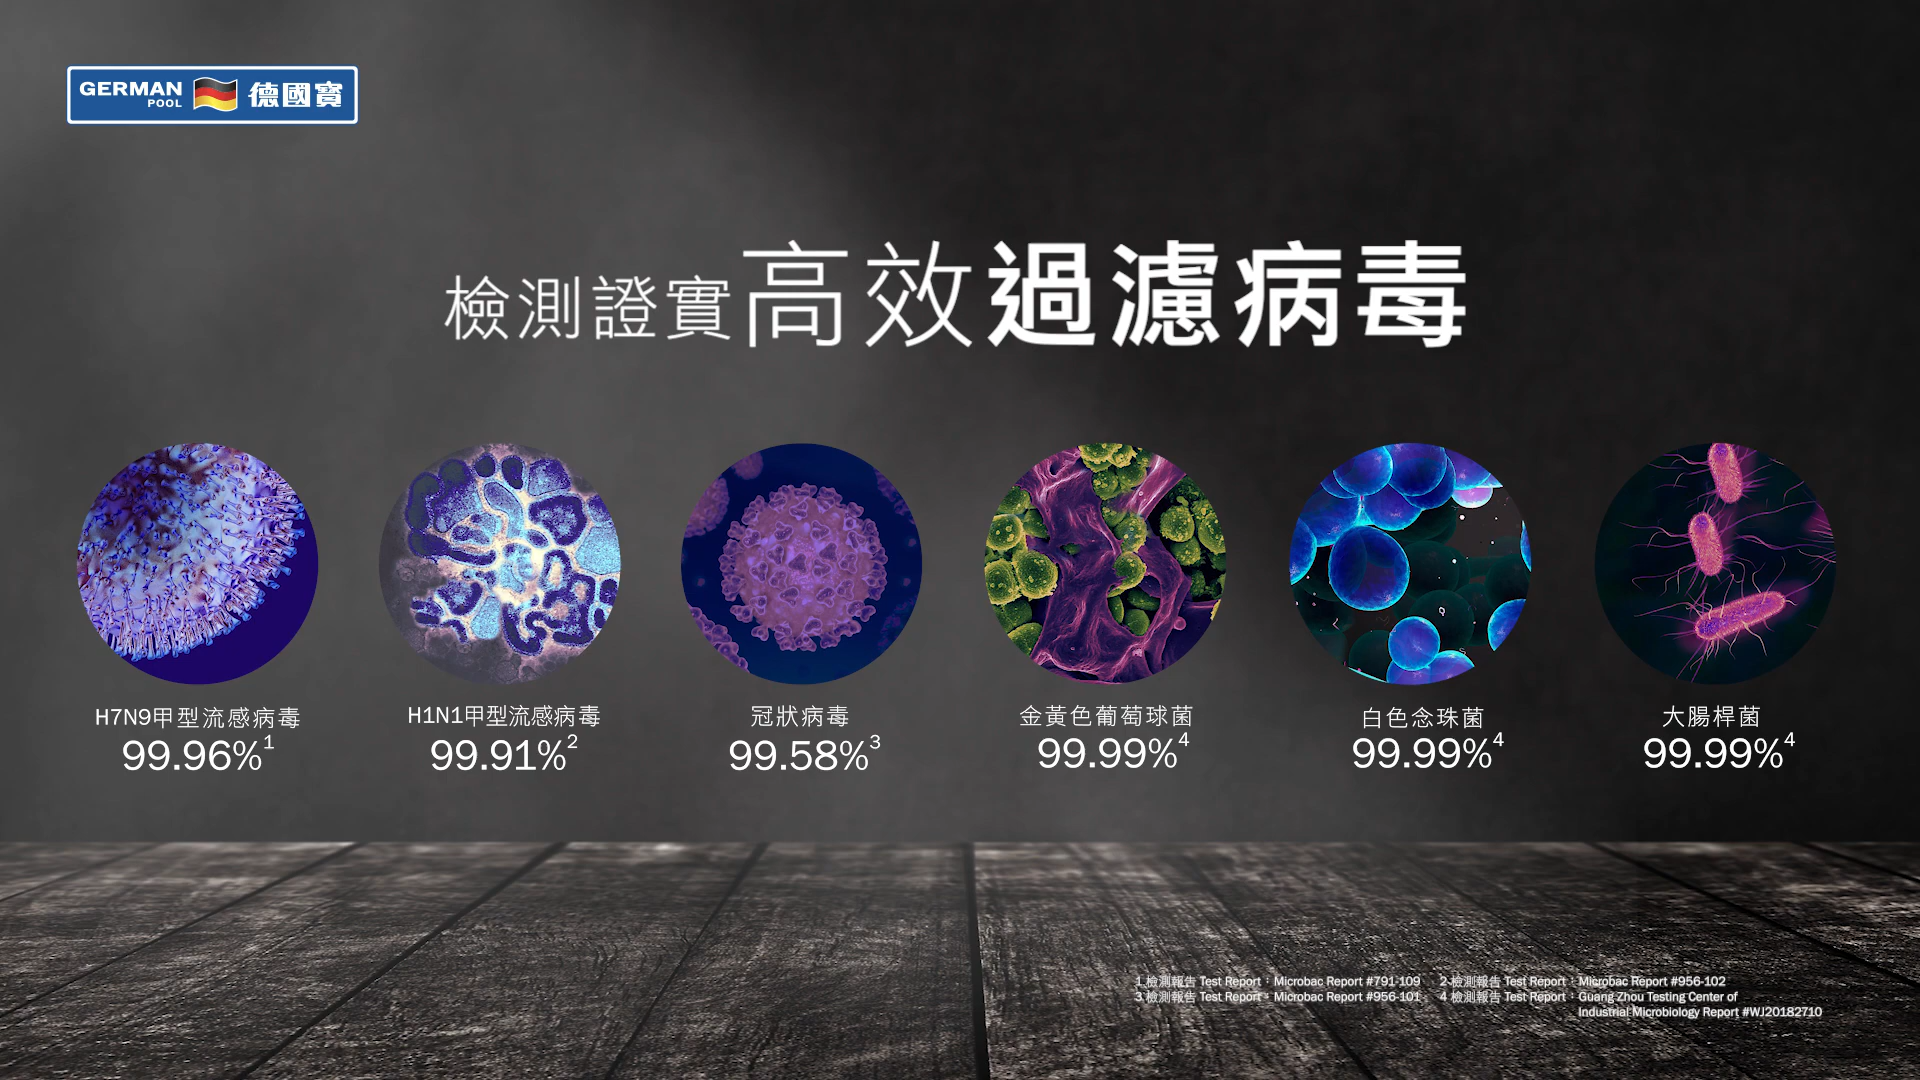 GERMAN POOL 德國寶
檢測證實高效過濾病毒
H7N9甲型流感病毒
99.96%1
H1N1甲型流感病毒
99.91%2
冠狀病毒
99.58%3
金黃色葡萄球菌
99.99%4
白色念珠菌
99.99%4
大腸桿菌
99.99%4
1 檢測報告 Test Report：Microbac Report #791-109
2 檢測報告 Test Report：Microbac Report #956-102
3 檢測報告 Test Report：Microbac Report #956-101
4 檢測報告 Test Report：Guang Zhou Testing Center of
Industrial Microbiology Report #WJ20182710